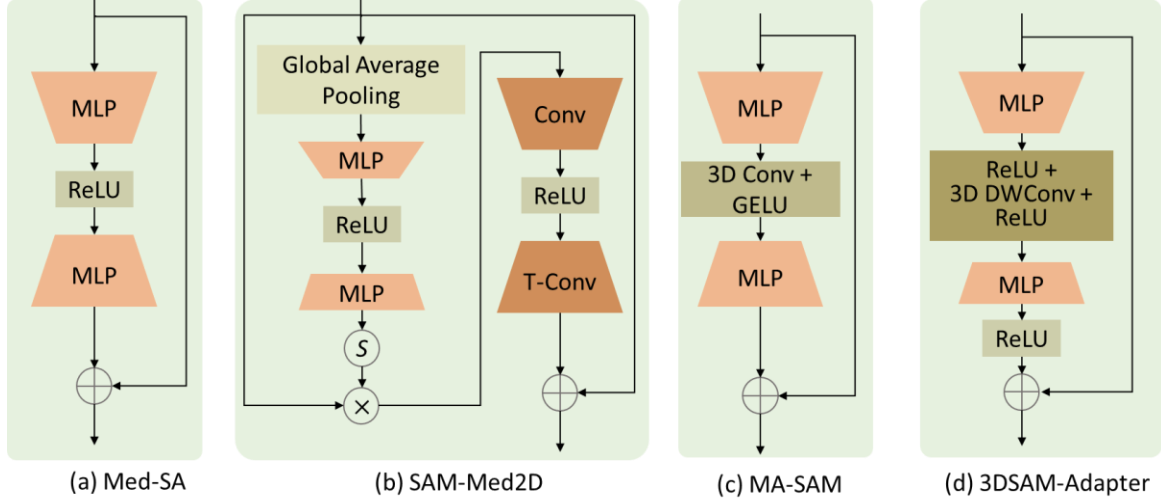 MLP
ReLU
MLP
(a) Med-SA
Global Average
Pooling
MLP
ReLU
MLP
S
×
Conv
ReLU
T-Conv
(b) SAM-Med2D
MLP
3D Conv +
GELU
MLP
(c) MA-SAM
MLP
ReLU +
3D DWConv +
ReLU
MLP
ReLU
(d) 3DSAM-Adapter